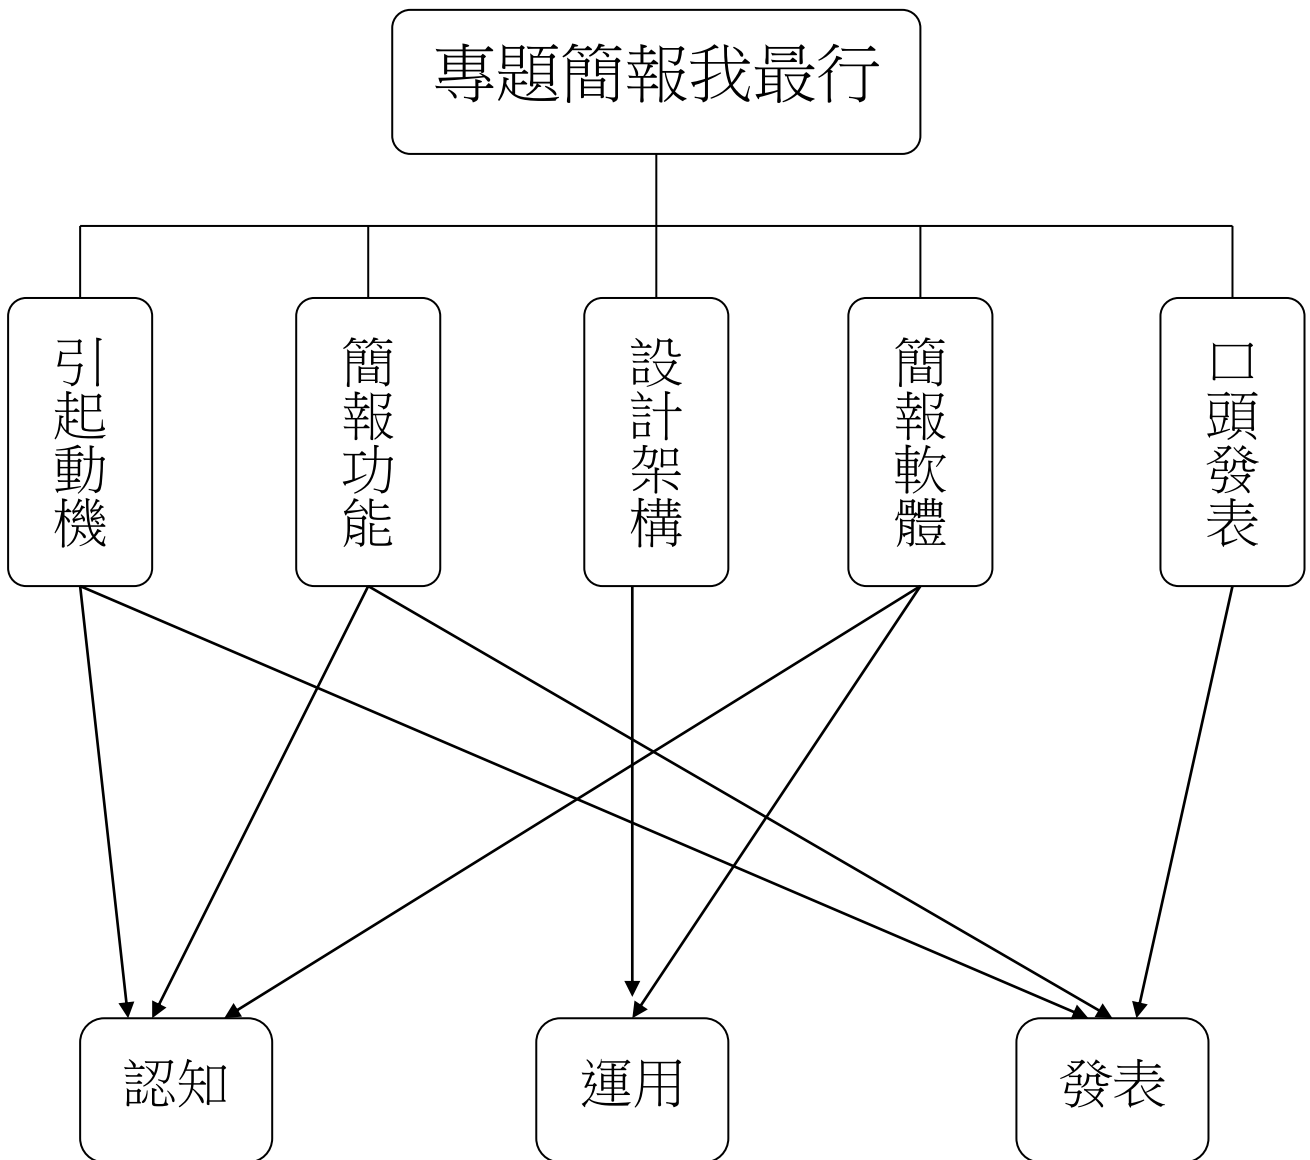 專題簡報我最行
引起動機
簡報功能
設計架構
簡報軟體
口頭發表
認知
運用
發表